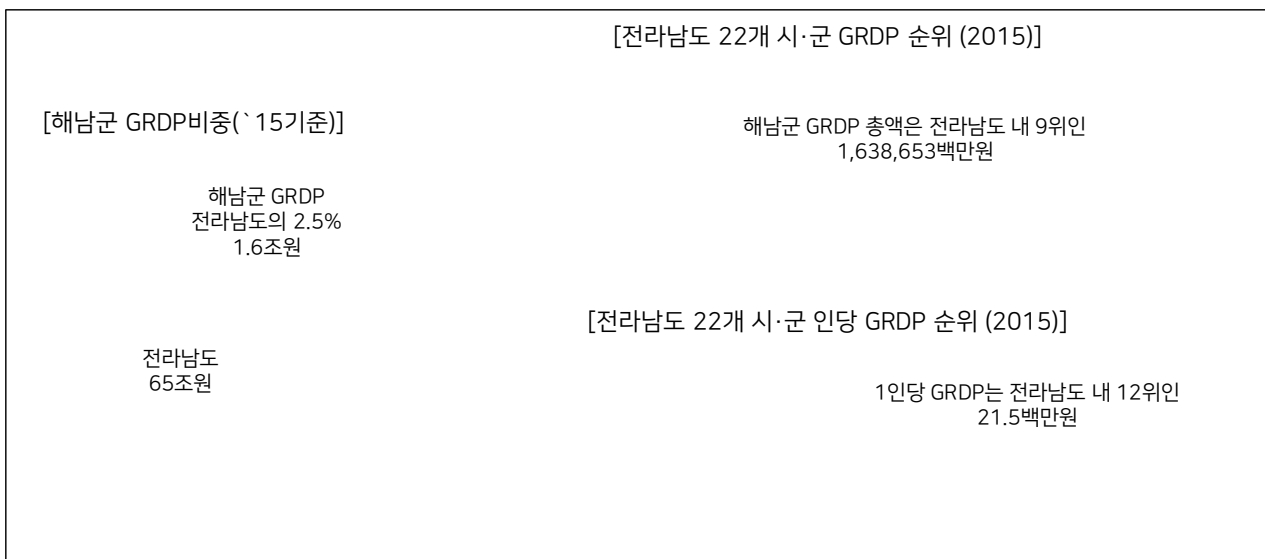 [해남군 GRDP비중(`15기준)]
해남군 GRDP
전라남도의 2.5%
1.6조원
전라남도
65조원
[전라남도 22개 시·군 GRDP 순위 (2015)]
해남군 GRDP 총액은 전라남도 내 9위인
1,638,653백만원
[전라남도 22개 시·군 인당 GRDP 순위 (2015)]
1인당 GRDP는 전라남도 내 12위인
21.5백만원